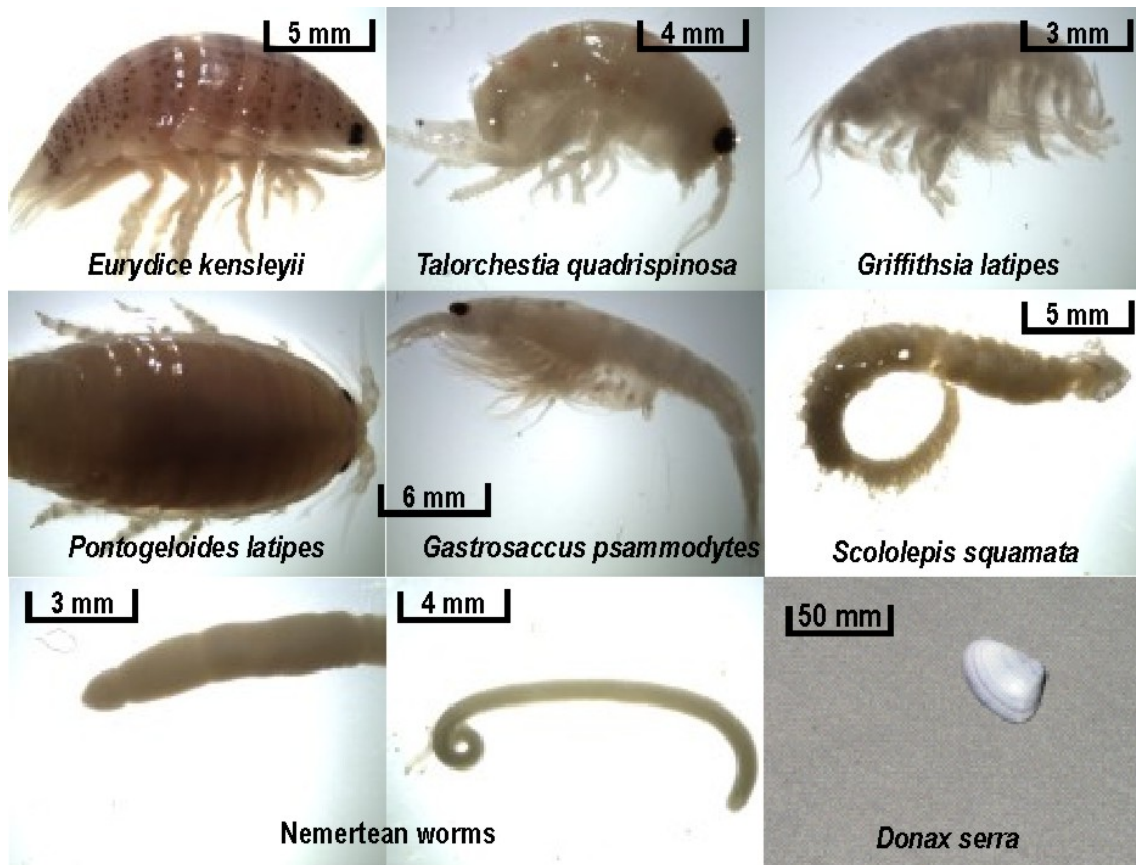 5 mm
4 mm
3 mm
Eurydice kensleyii
Talorchestia quadrispinosa
Griffithsia latipes
5 mm
6 mm
Pontogeloides latipes
Gastrosaccus psammodytes
Scololepis squamata
3 mm
4 mm
50 mm
Nemertean worms
Donax serra